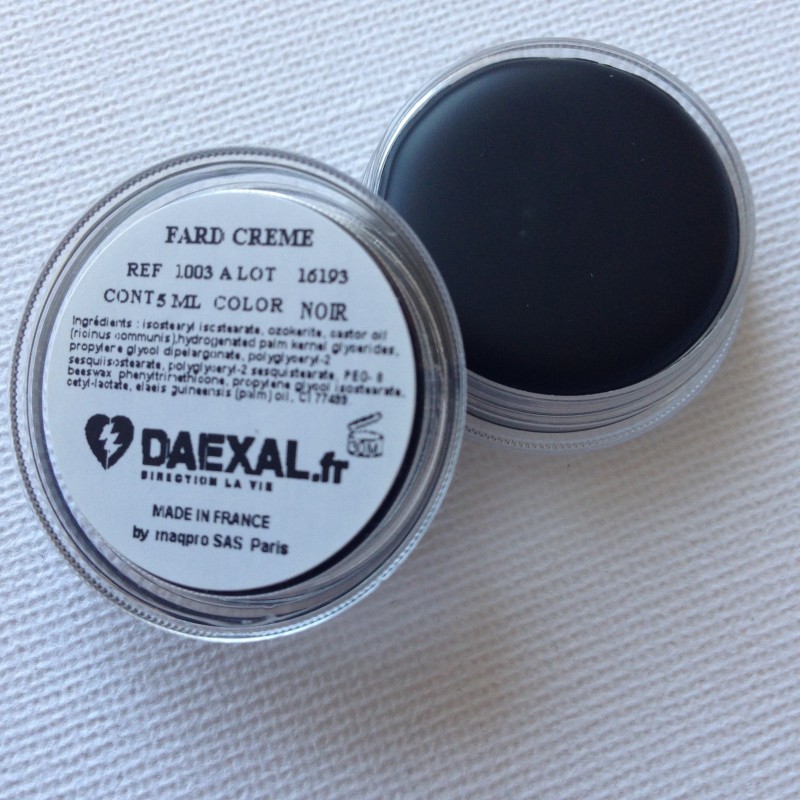 FARD CREME
REF 1003 A LOT 16193
CONT 5 ML COLOR NOIR
Ingrédients : isostearyl isostearate, ozokerite, castor oil
(ricinus communis),hydrogenated palm kernel glycerides,
propylene glycol dipelargonate, polyglyceryl-2
sesquiisostearate, polyglyceryl-2 sesquistearate, PEG- 8
beeswax phenyltrimethicone, propylene glycol isostearate,
cetyl-lactate, elaeis guineensis (palm) oil, CI 77499
DAEXAL.fr
DIRECTION LA VIE
MADE IN FRANCE
by maqpro SAS Paris